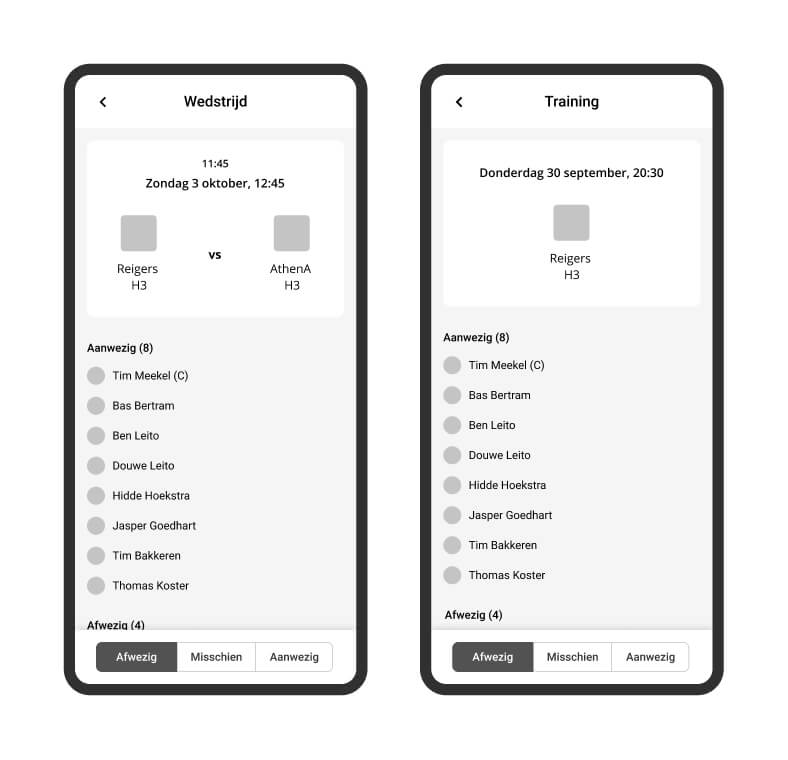 Wedstrijd
11:45
Zondag 3 oktober, 12:45
Reigers
H3
vs
AthenA
H3
Aanwezig (8)
Tim Meekel (C)
Bas Bertram
Ben Leito
Douwe Leito
Hidde Hoekstra
Jasper Goedhart
Tim Bakkeren
Thomas Koster
Afwezig (4)
Afwezig Misschien Aanwezig
Training
Donderdag 30 september, 20:30
Reigers
H3
Aanwezig (8)
Tim Meekel (C)
Bas Bertram
Ben Leito
Douwe Leito
Hidde Hoekstra
Jasper Goedhart
Tim Bakkeren
Thomas Koster
Afwezig (4)
Afwezig Misschien Aanwezig